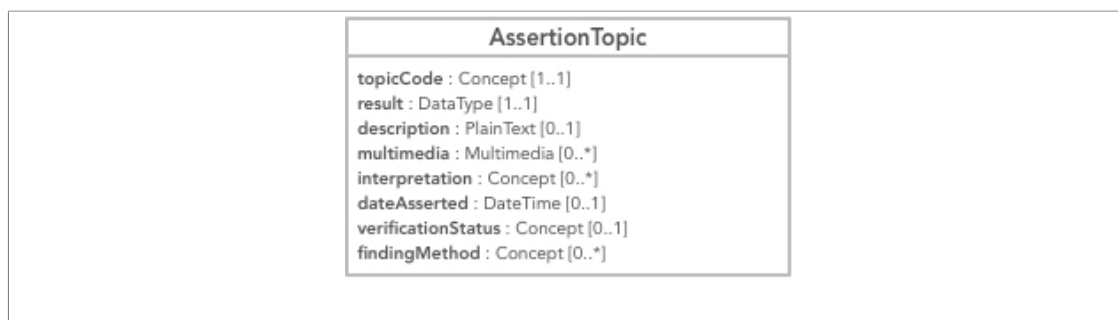 AssertionTopic
topicCode : Concept [1..1]
result : DataType [1..1]
description : PlainText [0..1]
multimedia : Multimedia [0..*]
interpretation : Concept [0..*]
dateAsserted : DateTime [0..1]
verificationStatus : Concept [0..1]
findingMethod : Concept [0..*]